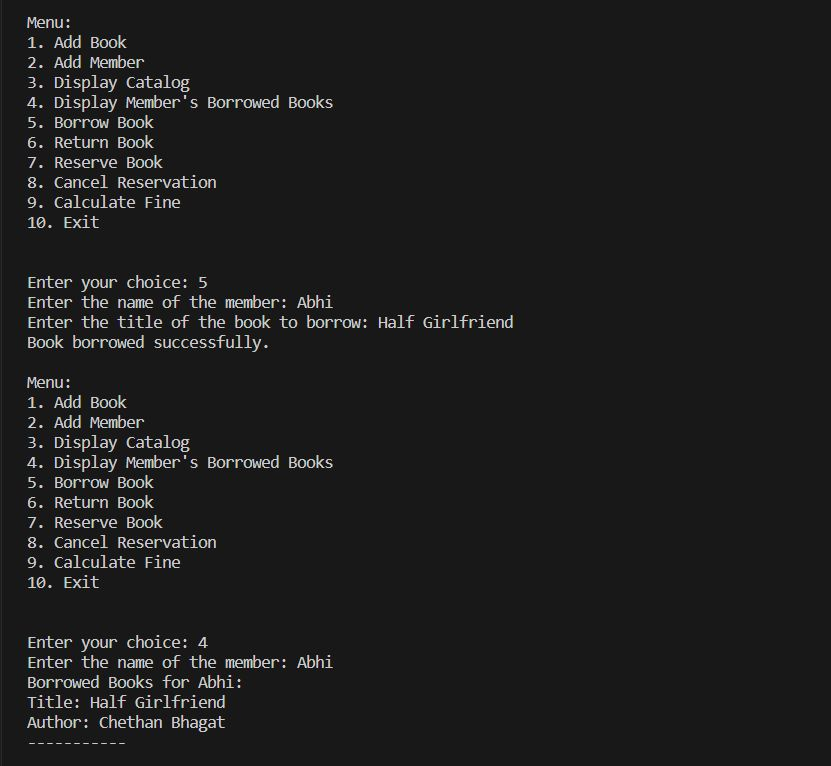 Menu:
1. Add Book
2. Add Member
3. Display Catalog
4. Display Member's Borrowed Books
5. Borrow Book
6. Return Book
7. Reserve Book
8. Cancel Reservation
9. Calculate Fine
10. Exit
Enter your choice: 5
Enter the name of the member: Abhi
Enter the title of the book to borrow: Half Girlfriend
Book borrowed successfully.
Menu:
1. Add Book
2. Add Member
3. Display Catalog
4. Display Member's Borrowed Books
5. Borrow Book
6. Return Book
7. Reserve Book
8. Cancel Reservation
9. Calculate Fine
10. Exit
Enter your choice: 4
Enter the name of the member: Abhi
Borrowed Books for Abhi:
Title: Half Girlfriend
Author: Chethan Bhagat
-----------